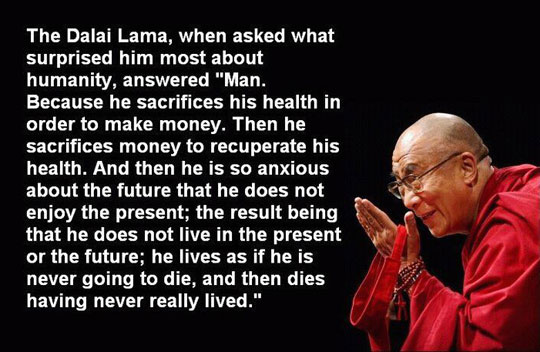 The Dalai Lama, when asked what
surprised him most about
humanity, answered "Man.
Because he sacrifices his health in
order to make money. Then he
sacrifices money to recuperate his
health. And then he is so anxious
about the future that he does not
enjoy the present; the result being
that he does not live in the present
or the future; he lives as if he is
never going to die, and then dies
having never really lived."